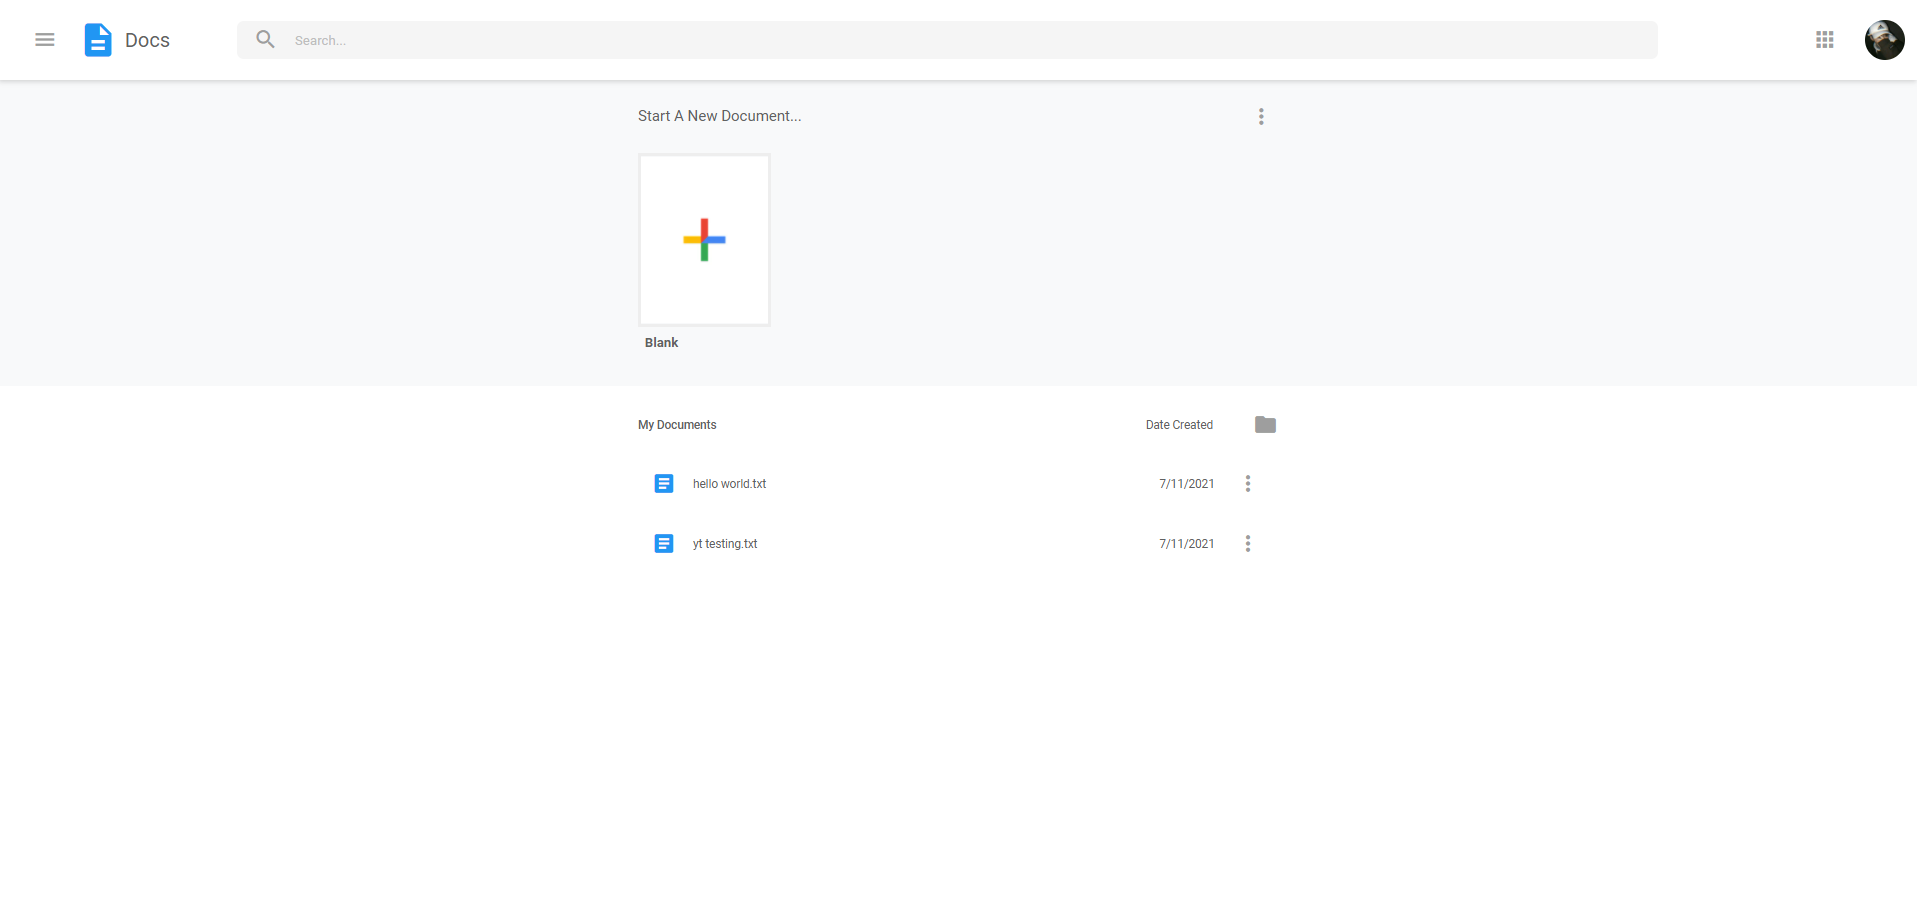 Docs
Search...
Start A New Document...
Blank
My Documents Date Created
hello world.txt 7/11/2021
yt testing.txt 7/11/2021